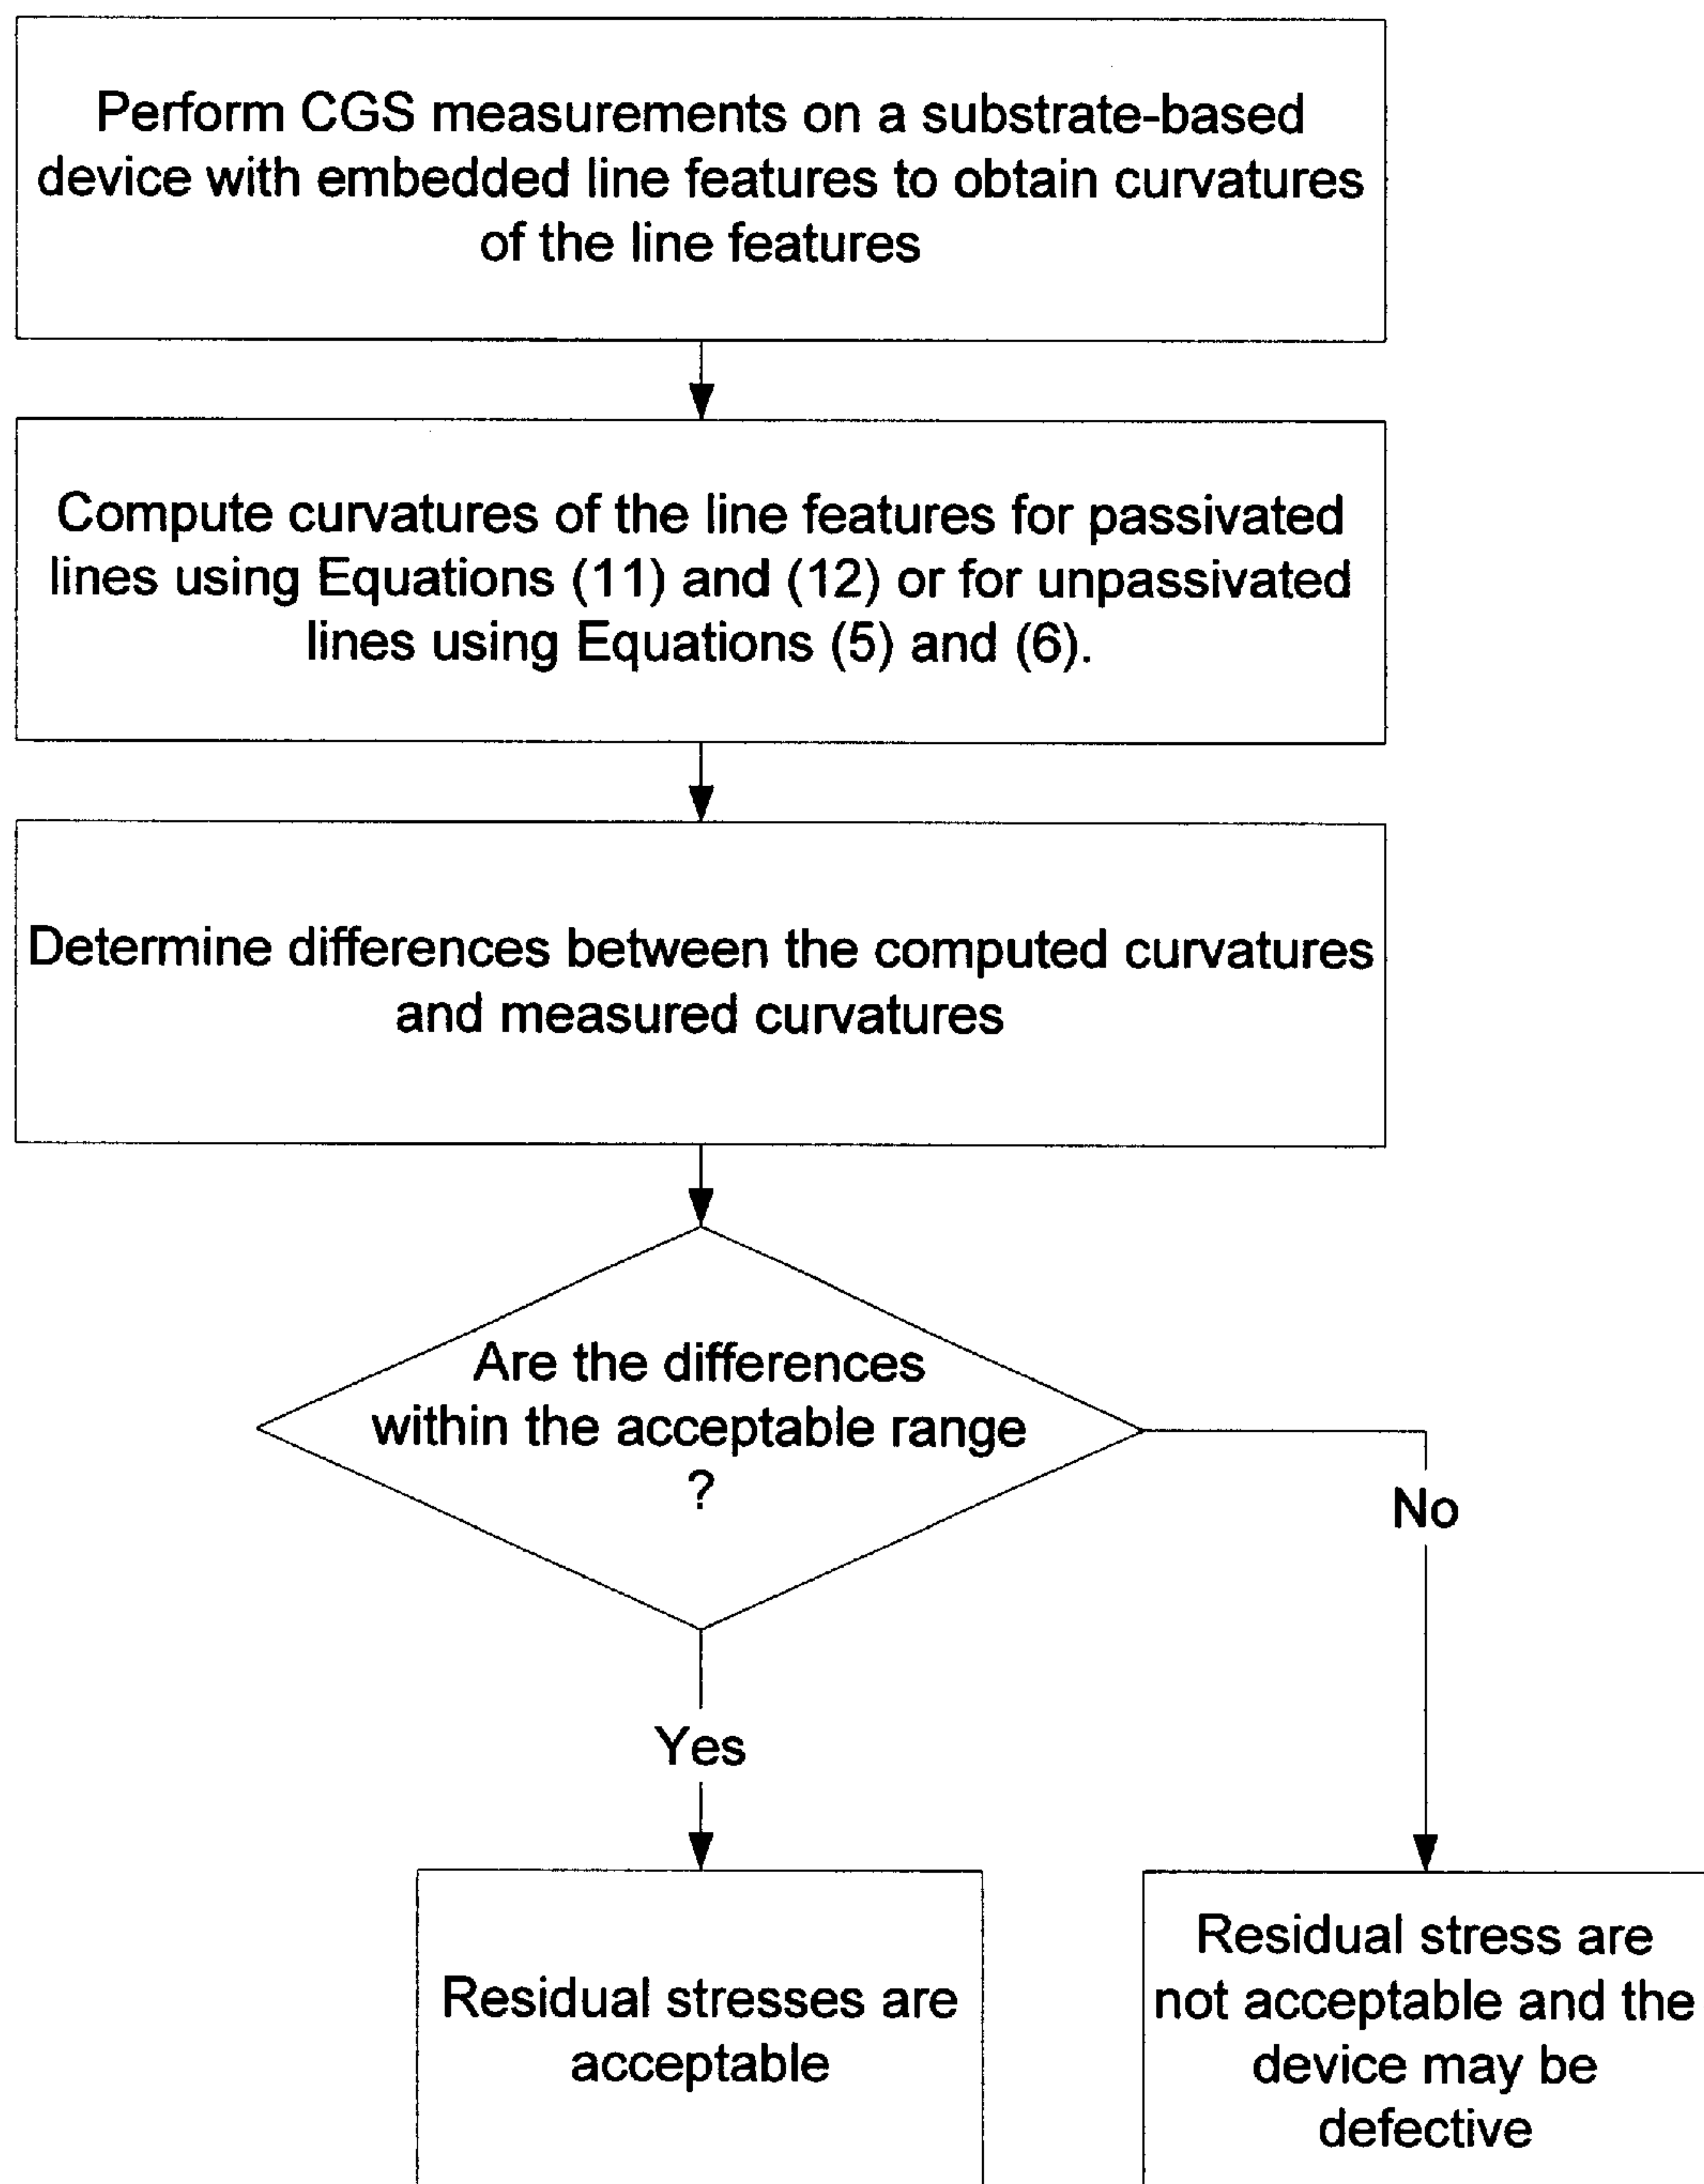 Perform CGS measurements on a substrate-based
device with embedded line features to obtain curvatures
of the line features
Compute curvatures of the line features for passivated
lines using Equations (11) and (12) or for unpassivated
lines using Equations (5) and (6).
Determine differences between the computed curvatures
and measured curvatures
Are the differences
within the acceptable range
?
No
Yes
Residual stresses are
acceptable
Residual stress are
not acceptable and the
device may be
defective